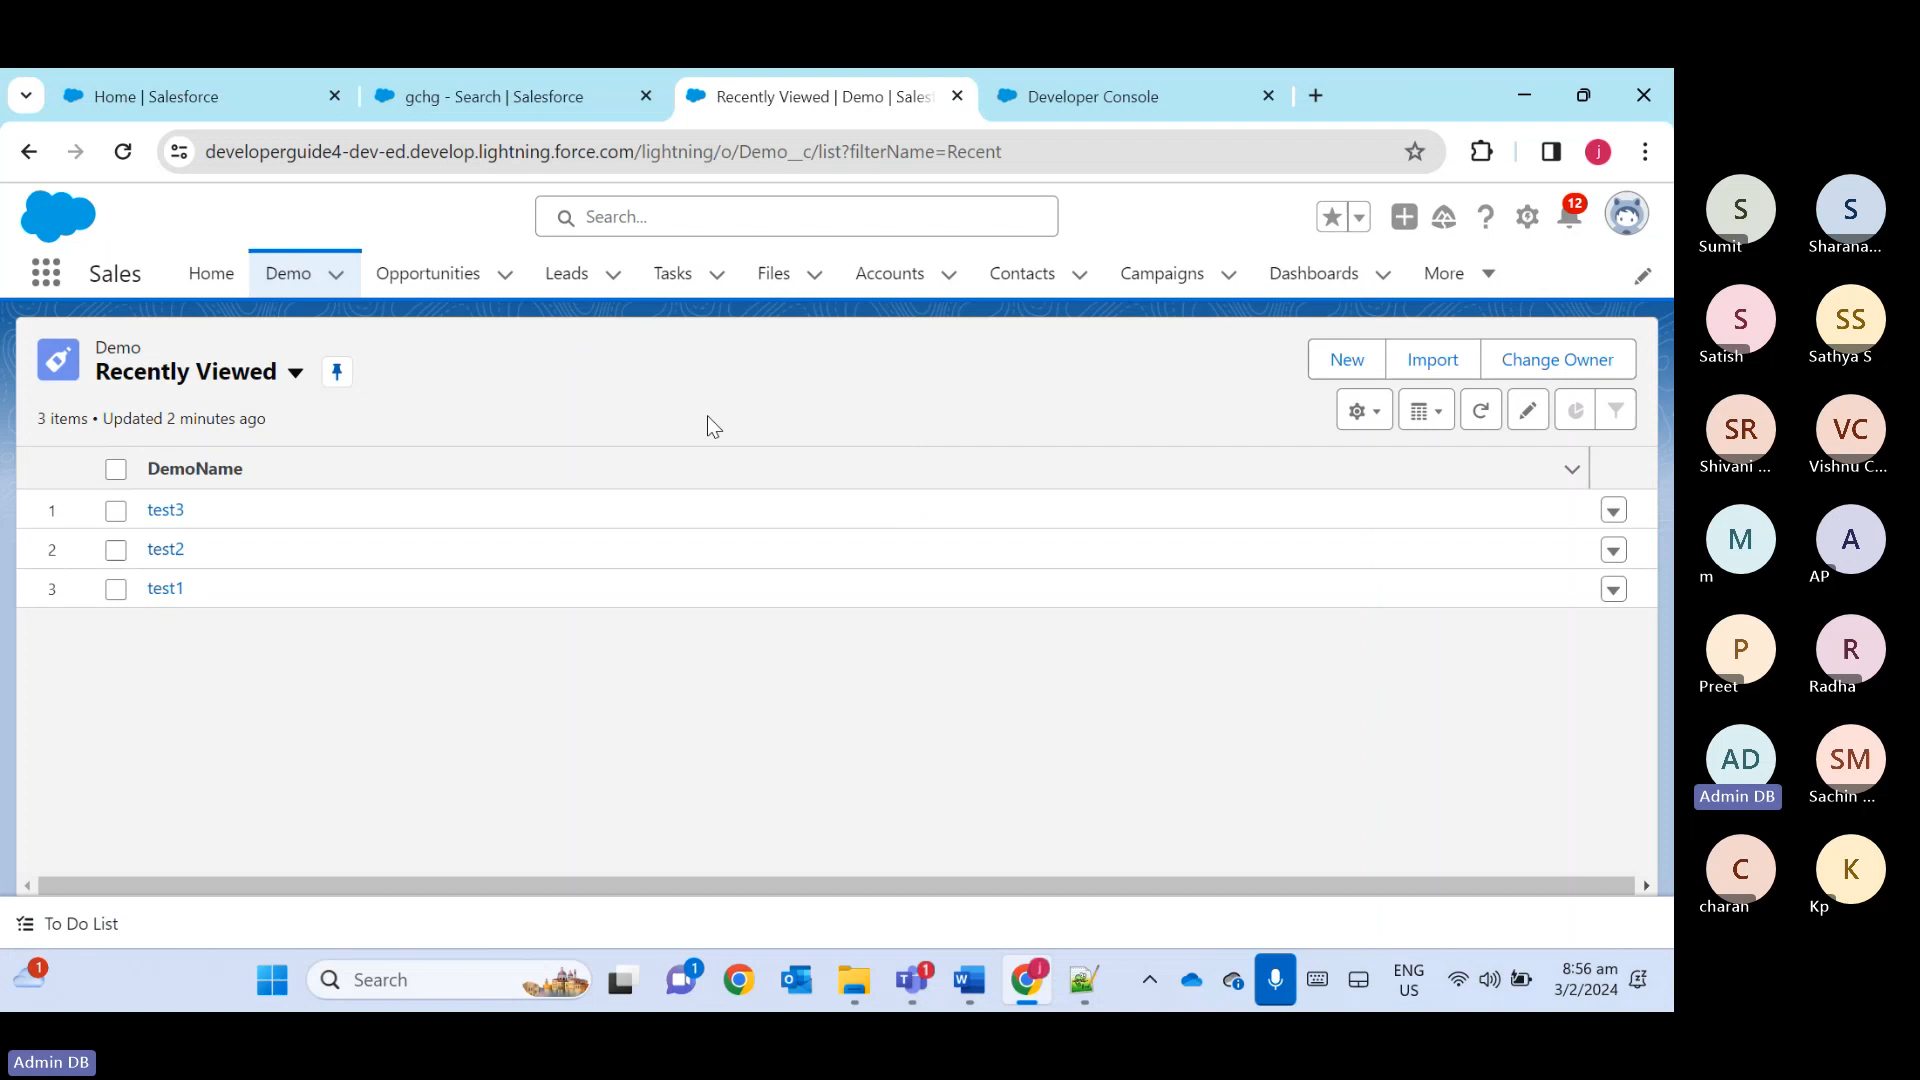 Home | Salesforce
gchg - Search | Salesforce
Recently Viewed | Demo | Sales
Developer Console
developerguide4-dev-ed.develop.lightning.force.com/lightning/o/Demo__c/list?filterName=Recent
j
Search...
12
Sales
Home
Demo
Opportunities
Leads
Tasks
Files
Accounts
Contacts
Campaigns
Dashboards
More
Demo
Recently Viewed
New
Import
Change Owner
3 items • Updated 2 minutes ago
DemoName
1 test3
2 test2
3 test1
To Do List
1
Search
1
1
j
ENG
US
8:56 am
3/2/2024
S
Sumit
S
Sharana...
S
Satish
SS
Sathya S
SR
Shivani ...
VC
Vishnu C...
M
m
A
AP
P
Preet
R
Radha
AD
Admin DB
SM
Sachin ...
C
charan
K
Kp
Admin DB